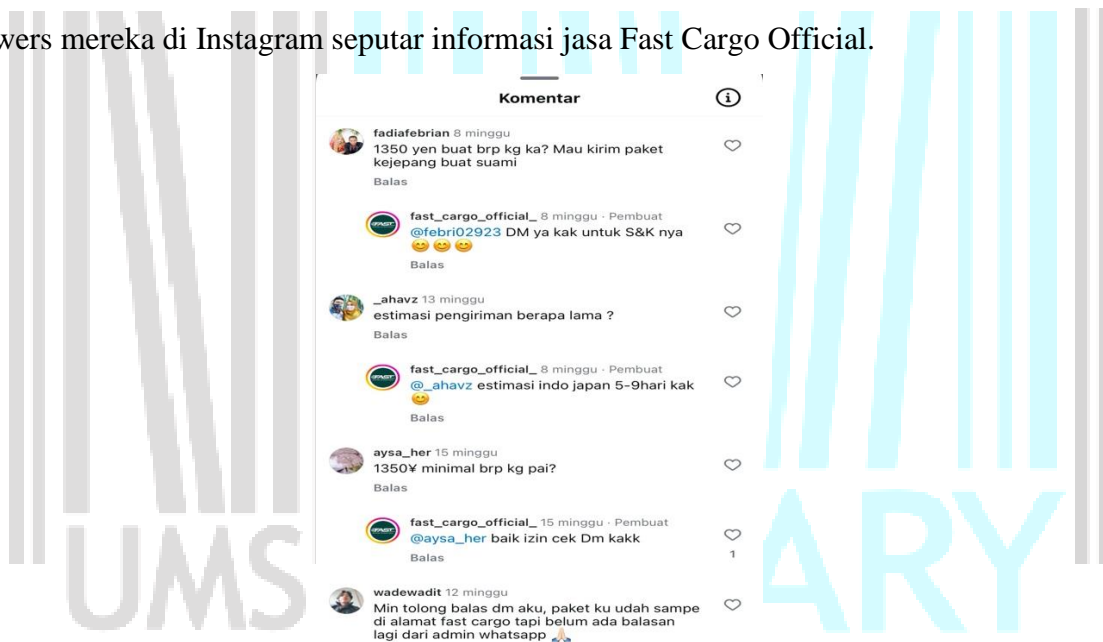 wers mereka di Instagram seputar informasi jasa Fast Cargo Official.
Komentar
fadiafebrian 8 minggu
1350 yen buat brp kg ka? Mau kirim paket
kejepang buat suami
Balas
fast_cargo_official_ 8 minggu · Pembuat
@febri02923 DM ya kak untuk S&K nya
😊😊😊
Balas
_ahavz 13 minggu
estimasi pengiriman berapa lama ?
Balas
fast_cargo_official_ 8 minggu · Pembuat
@_ahavz estimasi indo japan 5-9hari kak
😊
Balas
aysa_her 15 minggu
1350¥ minimal brp kg pai?
Balas
fast_cargo_official_ 15 minggu · Pembuat
@aysa_her baik izin cek Dm kakk
1
Balas
wadewadit 12 minggu
Min tolong balas dm aku, paket ku udah sampe
di alamat fast cargo tapi belum ada balasan
lagi dari admin whatsapp 🙏🏻
UMS ARY